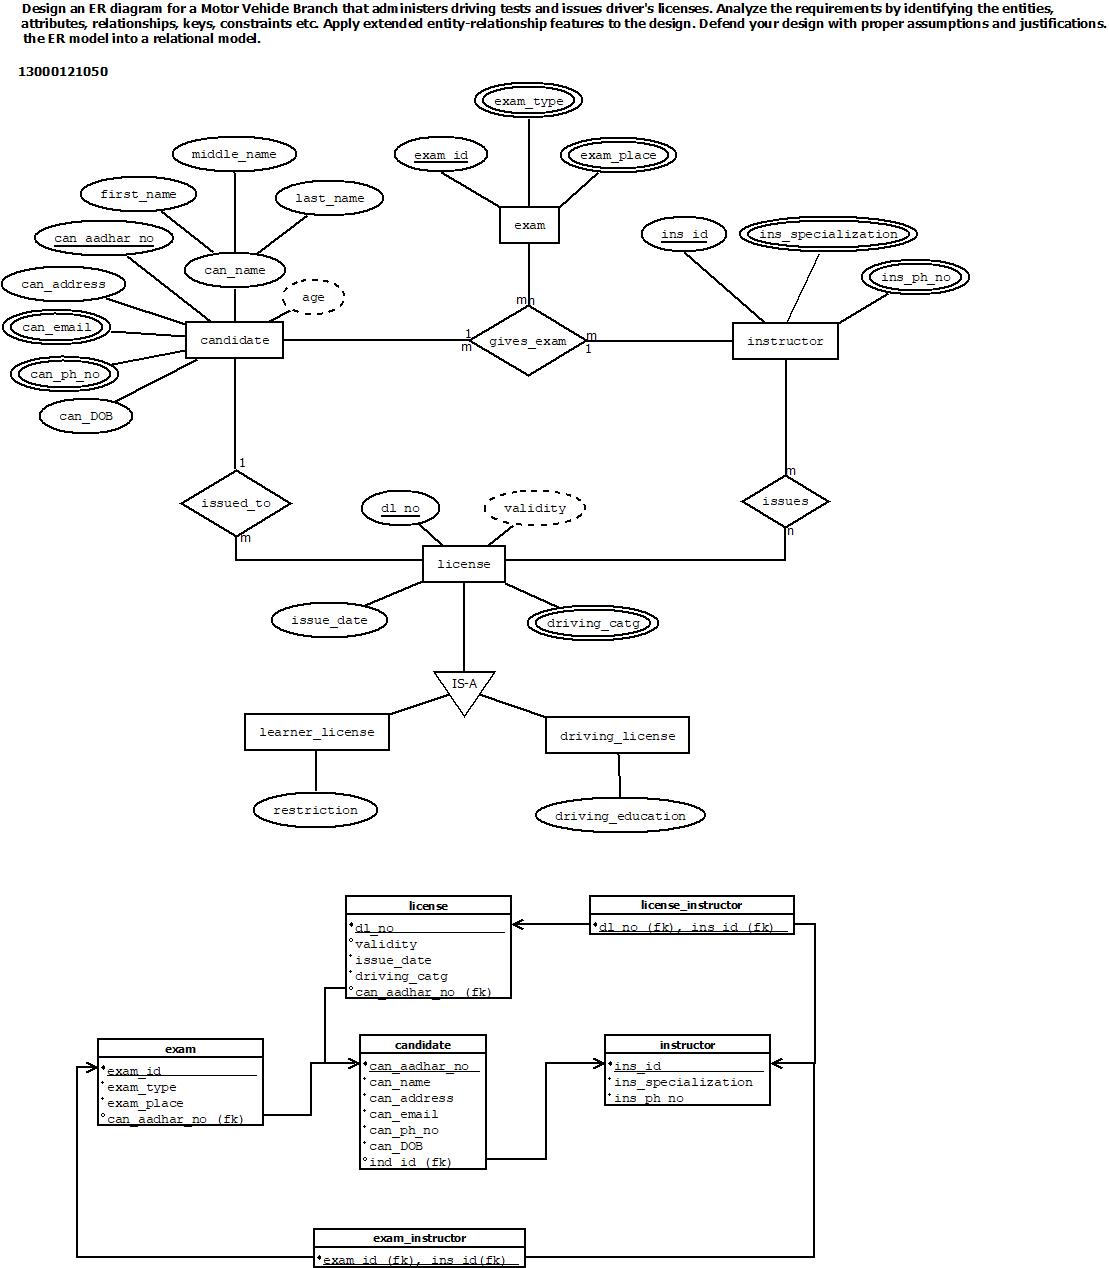 Design an ER diagram for a Motor Vehicle Branch that administers driving tests and issues driver's licenses. Analyze the requirements by identifying the entities,
attributes, relationships, keys, constraints etc. Apply extended entity-relationship features to the design. Defend your design with proper assumptions and justifications.
the ER model into a relational model.
13000121050
exam_type
middle_name
exam_id
exam_place
first_name
last_name
can_aadhar_no
exam
ins_id
ins_specialization
can_name
can_address
age
ins_ph_no
can_email
candidate
mn
1
m
gives_exam
m
1
instructor
can_ph_no
can_DOB
1
issued_to
m
dl_no
validity
m
issues
n
license
issue_date
driving_catg
IS-A
learner_license
driving_license
restriction
driving_education
license
dl_no
validity
issue_date
driving_catg
can_aadhar_no (fk)
license_instructor
dl_no (fk), ins_id (fk)
exam
exam_id
exam_type
exam_place
can_aadhar_no (fk)
candidate
can_aadhar_no
can_name
can_address
can_email
can_ph_no
can_DOB
ind_id (fk)
instructor
ins_id
ins_specialization
ins_ph_no
exam_instructor
exam_id (fk), ins_id(fk)